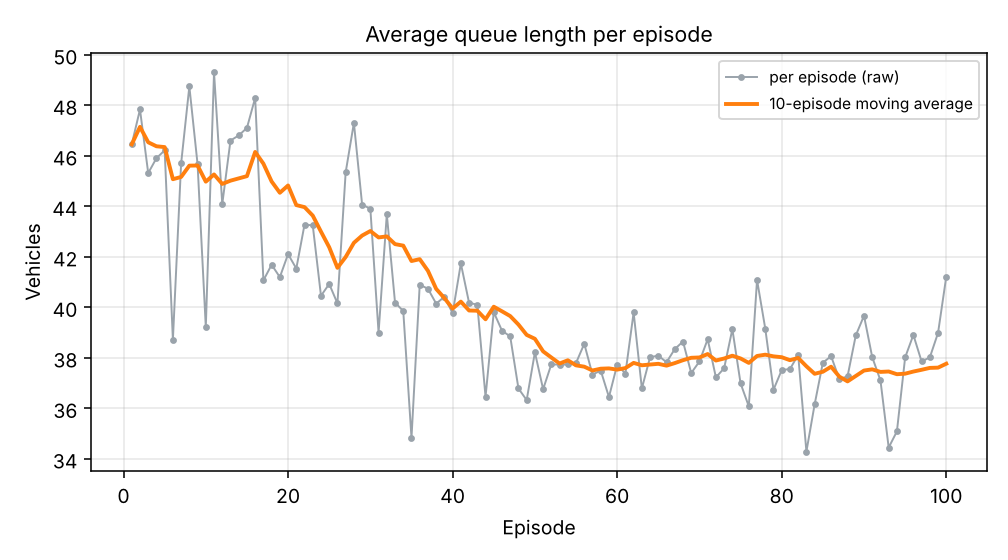 Average queue length per episode
per episode (raw)
10-episode moving average
Vehicles
50
48
46
44
42
40
38
36
34
0 20 40 60 80 100
Episode